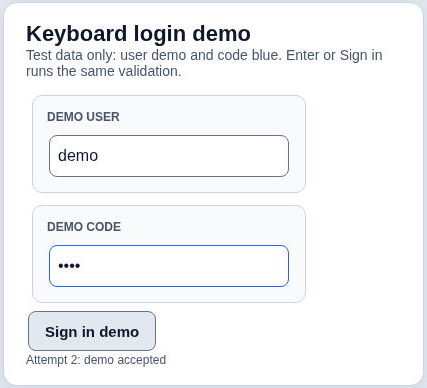 Keyboard login demo
Test data only: user demo and code blue. Enter or Sign in
runs the same validation.
DEMO USER
demo
DEMO CODE
••••
Sign in demo
Attempt 2: demo accepted